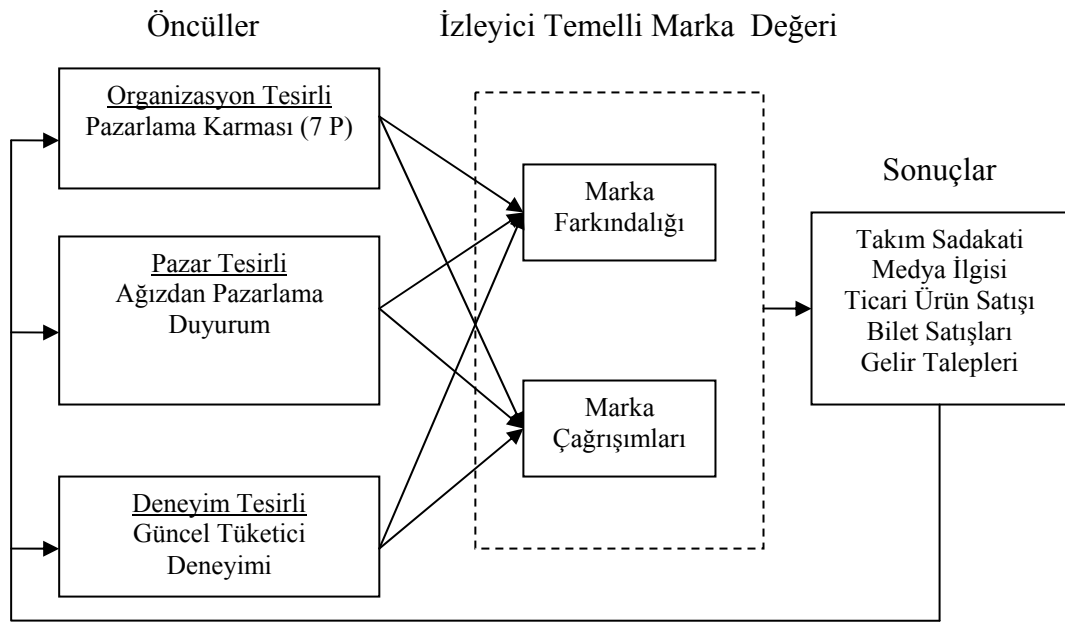 Öncüller
İzleyici Temelli Marka Değeri
Organizasyon Tesirli
Pazarlama Karması (7 P)
Pazar Tesirli
Ağızdan Pazarlama
Duyurum
Deneyim Tesirli
Güncel Tüketici
Deneyimi
Marka
Farkındalığı
Marka
Çağrışımları
Sonuçlar
Takım Sadakati
Medya İlgisi
Ticari Ürün Satışı
Bilet Satışları
Gelir Talepleri